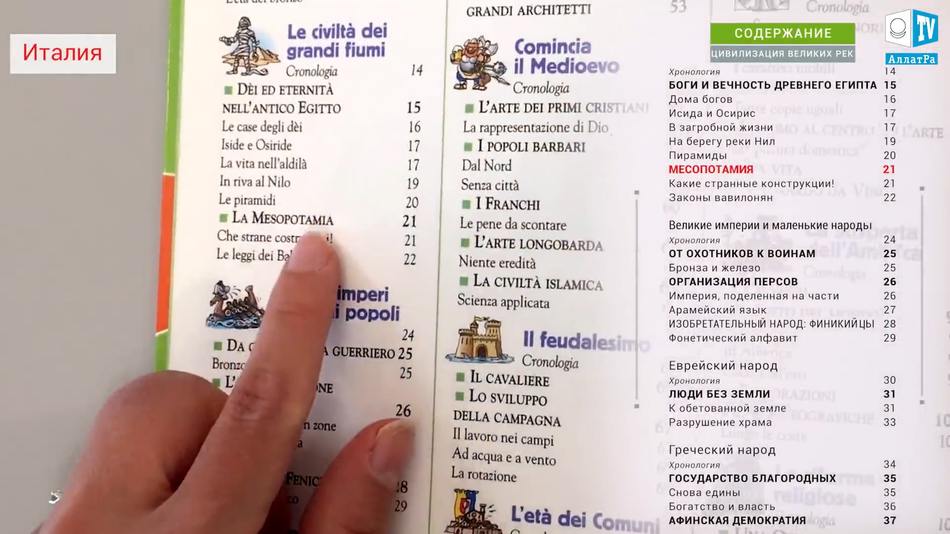 Италия
GRANDI ARCHITETTI
53
Le civiltà dei
grandi fiumi
Cronologia 14
DÈI ED ETERNITÀ
NELL'ANTICO EGITTO 15
Le case degli dèi 16
Iside e Osiride 17
La vita nell'aldilà 17
In riva al Nilo 19
Le piramidi 20
LA MESOPOTAMIA 21
Che strane 21
Le leggi dei 22
imperi
popoli
24
GUERRIERO 25
25
26
29
Comincia
il Medioevo
Cronologia
L'ARTE DEI PRIMI CRISTIANI
La rappresentazione di Dio
I POPOLI BARBARI
Dal Nord
Senza città
I FRANCHI
Le pene da scontare
L'ARTE LONGOBARDA
Niente eredità
LA CIVILTÀ ISLAMICA
Scienza applicata
Il feudalesimo
Cronologia
IL CAVALIERE
LO SVILUPPO
DELLA CAMPAGNA
Il lavoro nei campi
Ad acqua e a vento
La rotazione
L'età dei Comuni
СОДЕРЖАНИЕ
ЦИВИЛИЗАЦИЯ ВЕЛИКИХ РЕК
TV
АллатРа
Хронология 14
БОГИ И ВЕЧНОСТЬ ДРЕВНЕГО ЕГИПТА 15
Дома богов 16
Исида и Осирис 17
В загробной жизни 17
На берегу реки Нил 19
Пирамиды 20
МЕСОПОТАМИЯ 21
Какие странные конструкции! 21
Законы вавилонян 22
Великие империи и маленькие народы
Хронология 24
ОТ ОХОТНИКОВ К ВОИНАМ 25
Бронза и железо 25
ОРГАНИЗАЦИЯ ПЕРСОВ 26
Империя, поделенная на части 26
Арамейский язык 27
ИЗОБРЕТАТЕЛЬНЫЙ НАРОД: ФИНИКИЙЦЫ 28
Фонетический алфавит 29
Еврейский народ
Хронология 30
ЛЮДИ БЕЗ ЗЕМЛИ 31
К обетованной земле 31
Разрушение храма 33
Греческий народ
Хронология 34
ГОСУДАРСТВО БЛАГОРОДНЫХ 35
Снова едины 35
Богатство и власть 36
АФИНСКАЯ ДЕМОКРАТИЯ 37